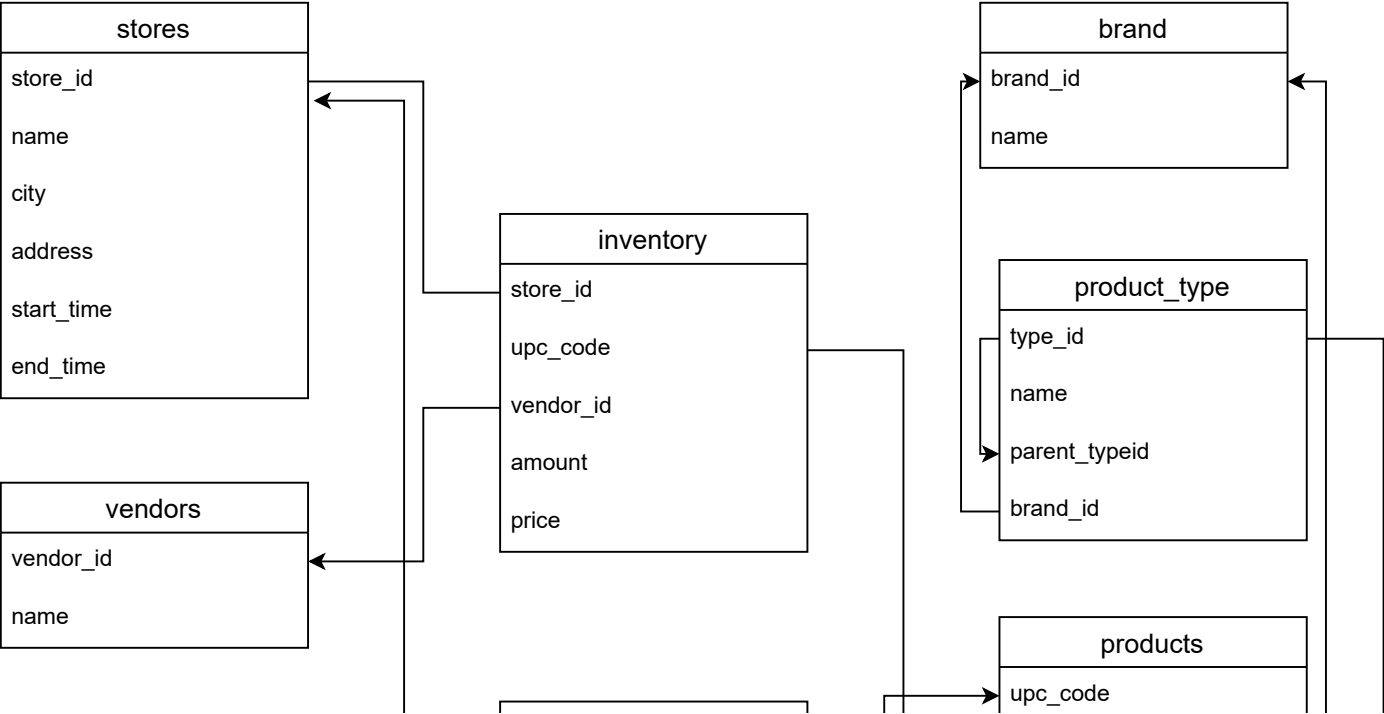 stores
store_id
name
city
address
start_time
end_time
vendors
vendor_id
name
inventory
store_id
upc_code
vendor_id
amount
price
brand
brand_id
name
product_type
type_id
name
parent_typeid
brand_id
products
upc_code